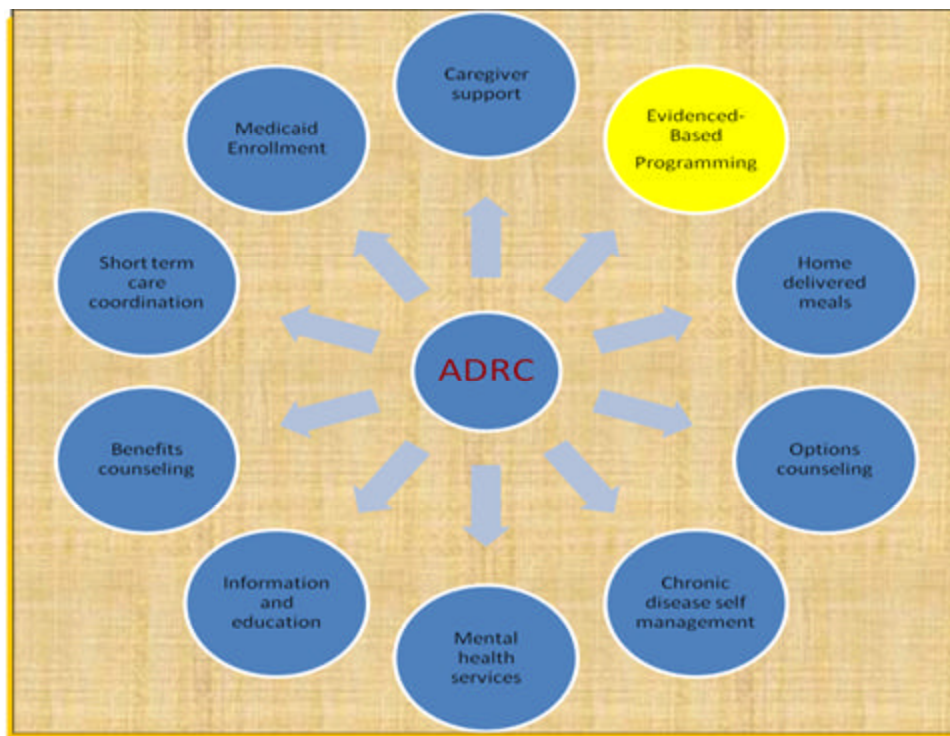 Caregiver
support
Evidenced-
Based
Programming
Home
delivered
meals
Options
counseling
Chronic
disease self
management
Mental
health
services
Information
and
education
Benefits
counseling
Short term
care
coordination
Medicaid
Enrollment
ADRC